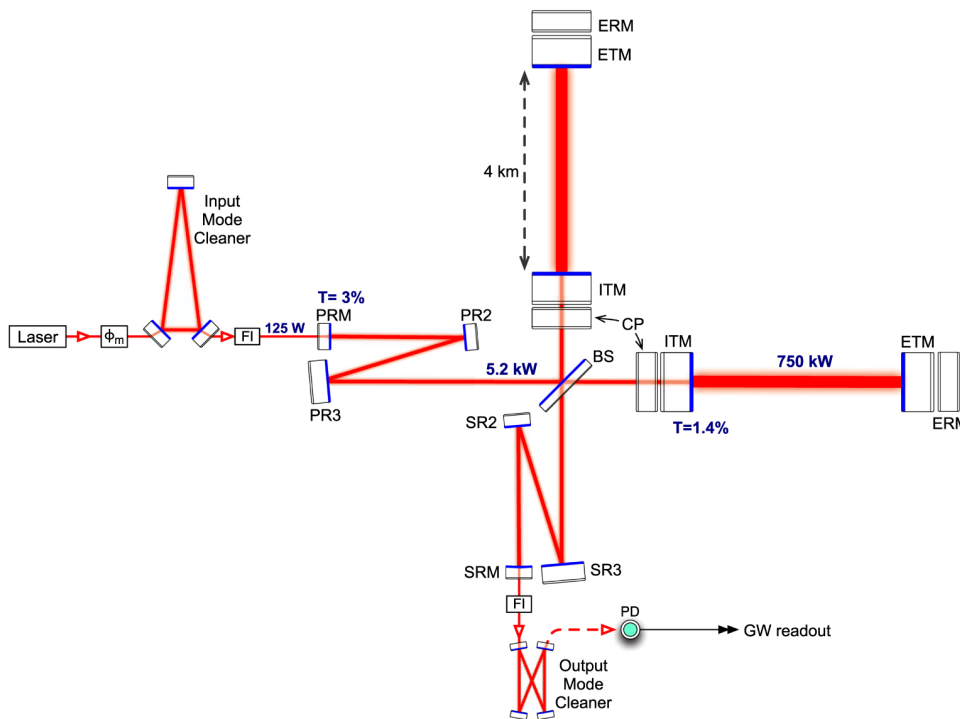 ERM
ETM
4 km
Input
Mode
Cleaner
ITM
T= 3%
PRM
PR2
CP
Laser
ϕm
FI
125 W
BS
ITM
ETM
5.2 kW
750 kW
PR3
SR2
T=1.4%
ERM
SRM
SR3
FI
PD
GW readout
Output
Mode
Cleaner